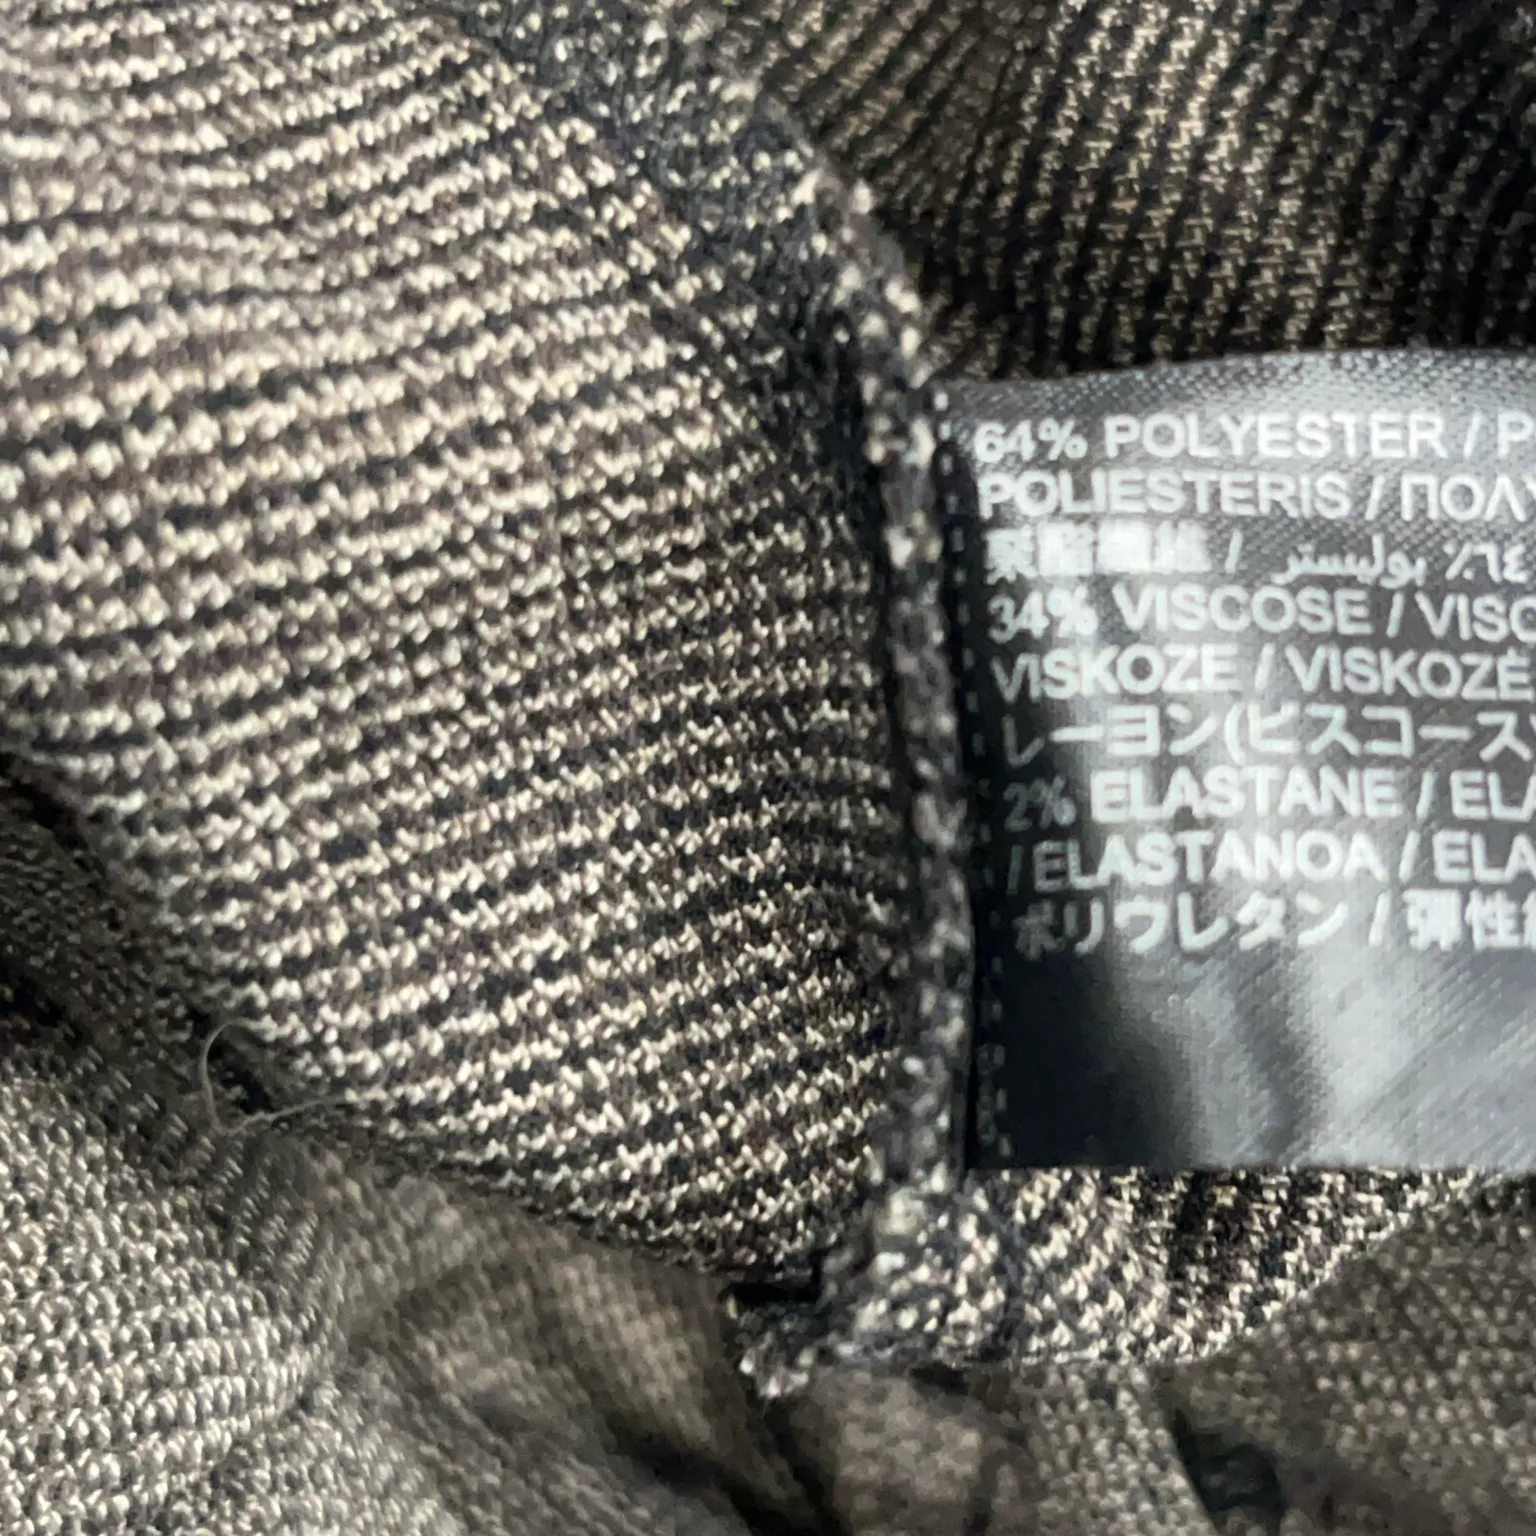 64% POLYESTER / P
POLIESTERIS / ΠΟΛΥ
聚酯纖維 / بوليستر ٪٦٤
34% VISCOSE / VISC
VISKOZE / VISKOZĖ
レーヨン(ビスコース)
2% ELASTANE / ELA
/ ELASTANOA / ELA
ポリウレタン / 彈性